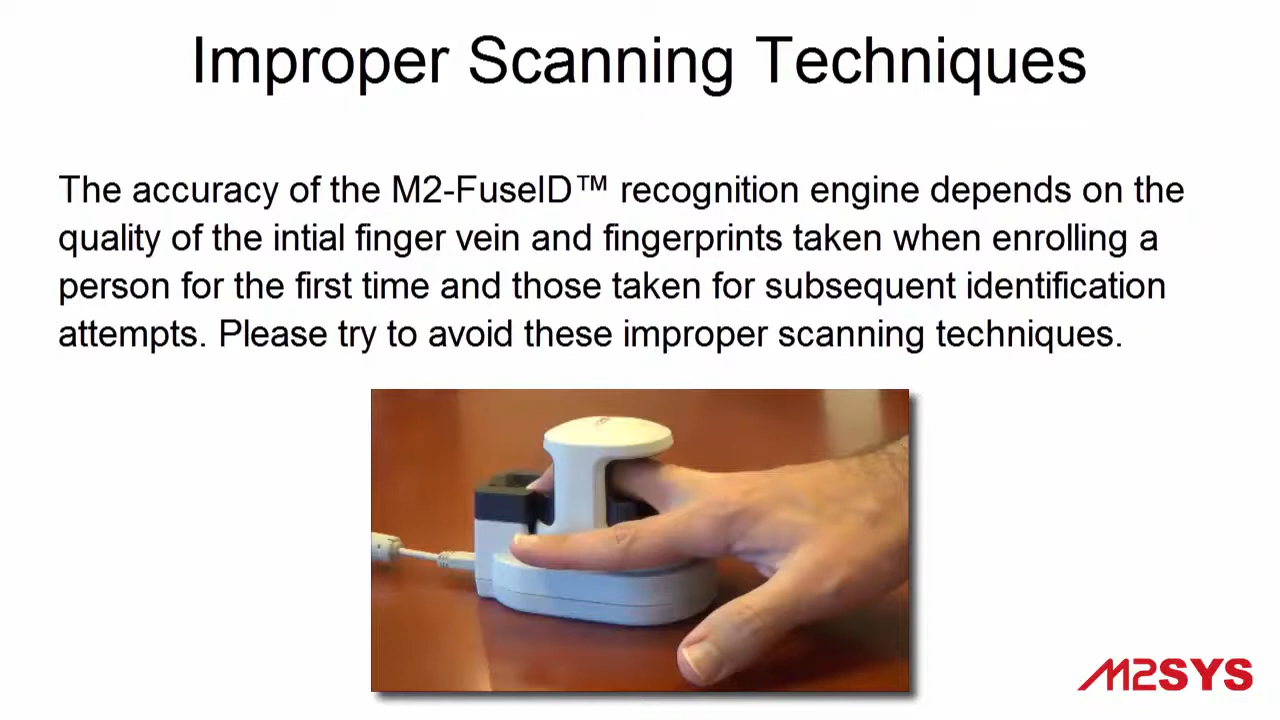 Improper Scanning Techniques
The accuracy of the M2-FuseID™ recognition engine depends on the
quality of the intial finger vein and fingerprints taken when enrolling a
person for the first time and those taken for subsequent identification
attempts. Please try to avoid these improper scanning techniques.
M2SYS